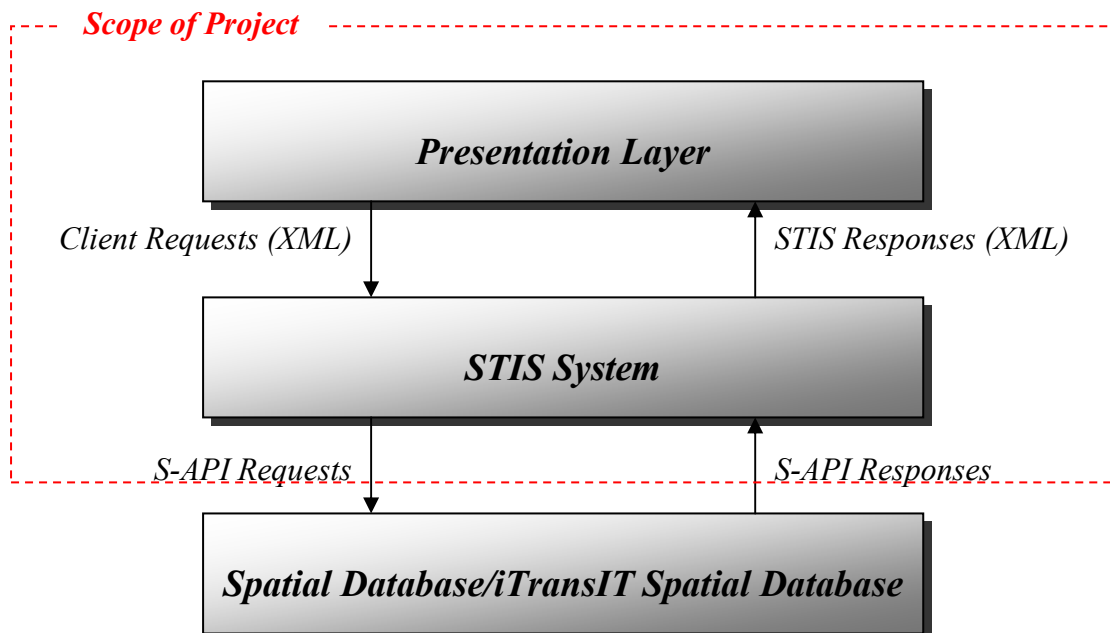 Scope of Project
Presentation Layer
Client Requests (XML)
STIS Responses (XML)
STIS System
S-API Requests
S-API Responses
Spatial Database/iTransIT Spatial Database